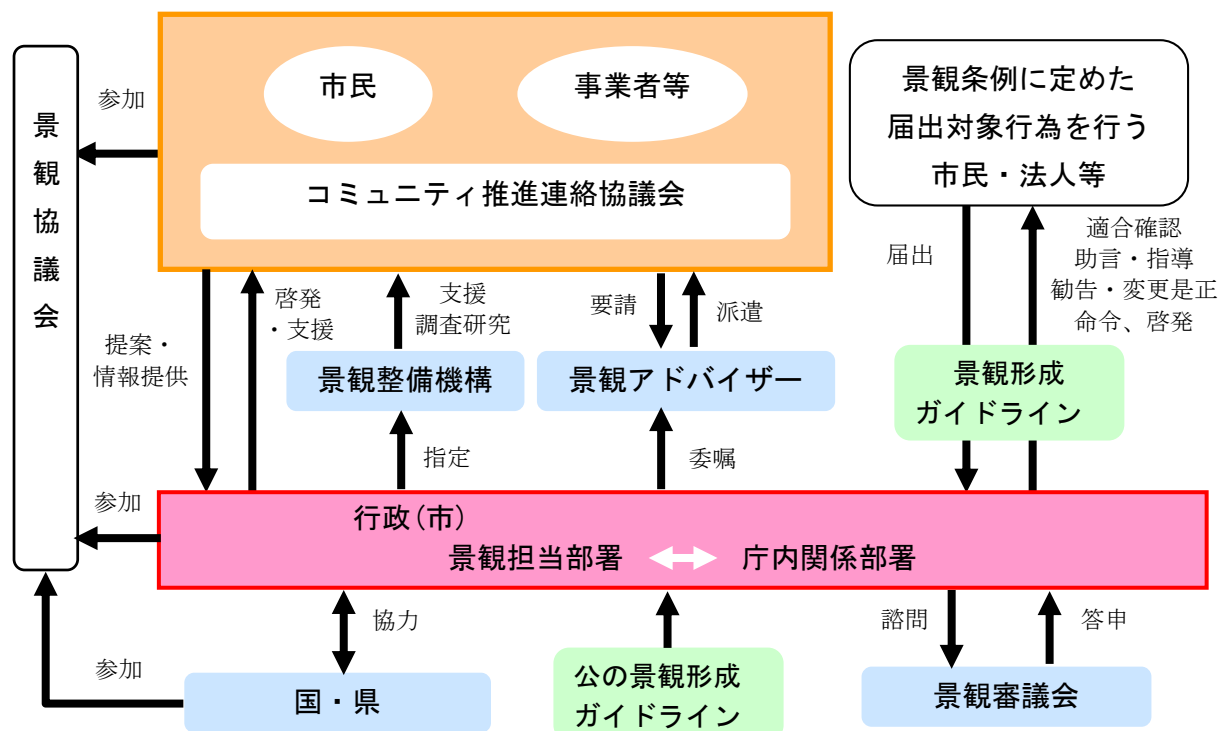 景観協議会
参加
市民
事業者等
コミュニティ推進連絡協議会
景観条例に定めた
届出対象行為を行う
市民・法人等
届出
適合確認
助言・指導
勧告・変更是正
命令、啓発
提案・
情報提供
啓発
・支援
支援
調査研究
要請
派遣
景観整備機構
景観アドバイザー
景観形成
ガイドライン
指定
委嘱
参加
行政(市)
景観担当部署
庁内関係部署
協力
諮問
答申
参加
国・県
公の景観形成
ガイドライン
景観審議会